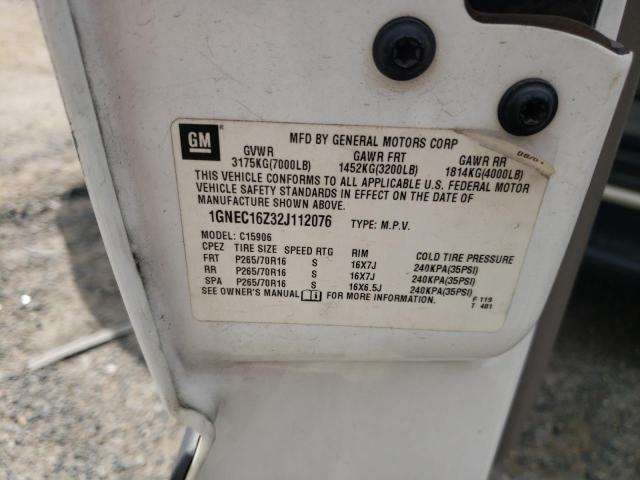 GM
MFD BY GENERAL MOTORS CORP
GVWR GAWR FRT GAWR RR
3175KG(7000LB) 1452KG(3200LB) 1814KG(4000LB)
THIS VEHICLE CONFORMS TO ALL APPLICABLE U.S. FEDERAL MOTOR
VEHICLE SAFETY STANDARDS IN EFFECT ON THE DATE OF
MANUFACTURE SHOWN ABOVE.
1GNEC16Z32J112076 TYPE: M.P.V.
MODEL: C15906
CPEZ TIRE SIZE SPEED RTG RIM COLD TIRE PRESSURE
FRT P265/70R16 S 16X7J 240KPA(35PSI)
RR P265/70R16 S 16X7J 240KPA(35PSI)
SPA P265/70R16 S 16X6.5J 240KPA(35PSI)
SEE OWNER'S MANUAL FOR MORE INFORMATION.
F 119
T 401